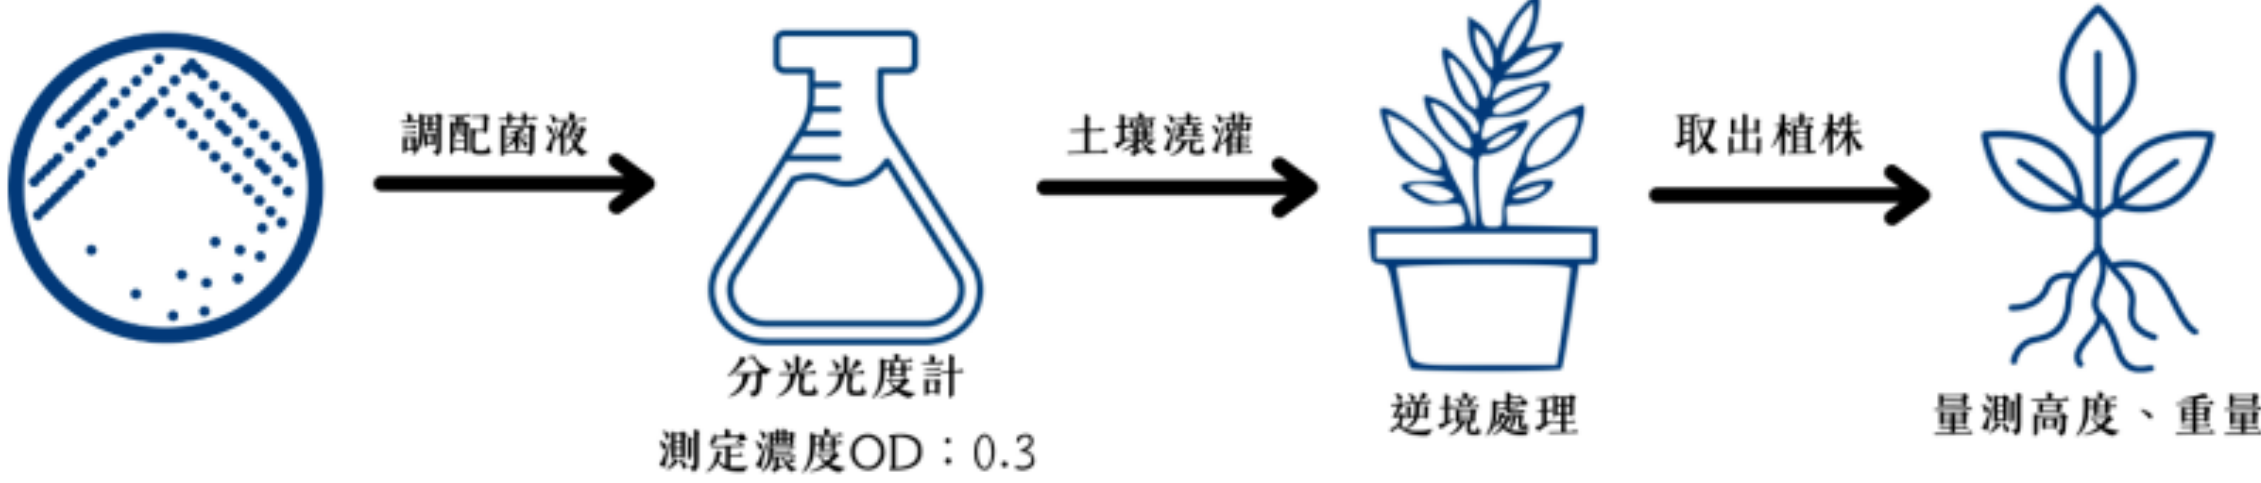 調配菌液
土壤澆灌
取出植株
分光光度計
測定濃度OD：0.3
逆境處理
量測高度、重量